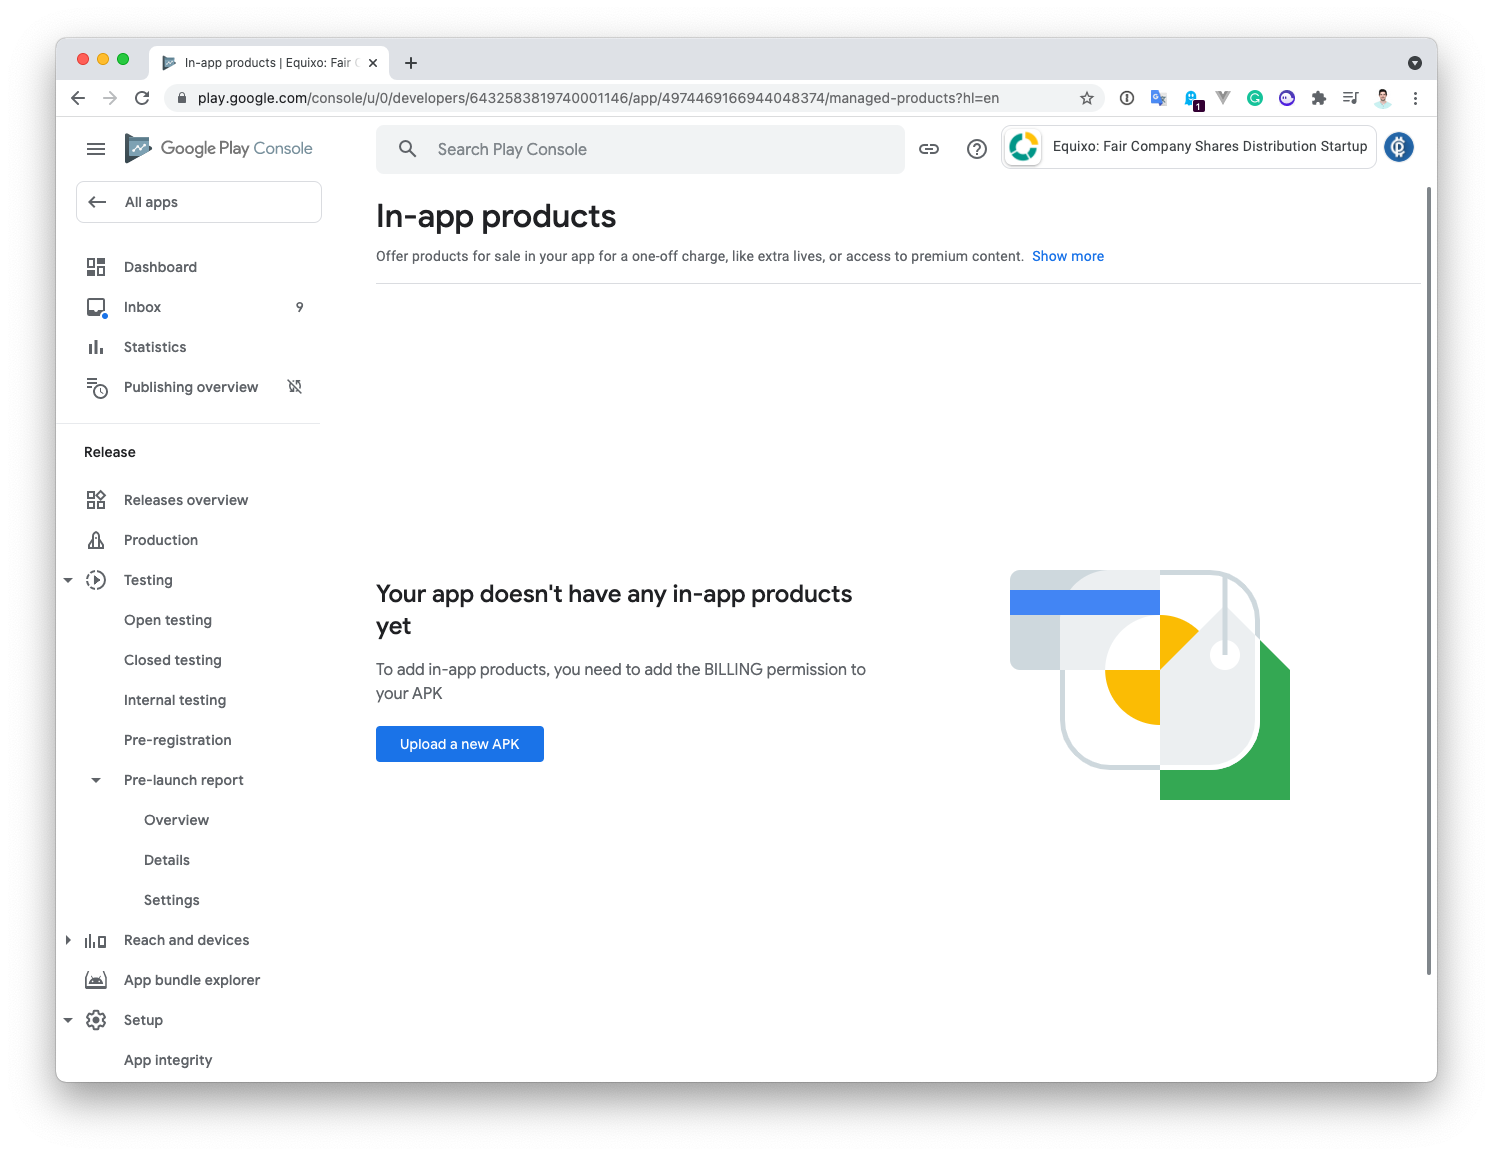 In-app products | Equixo: Fair
play.google.com/console/u/0/developers/6432583819740001146/app/4974469166944048374/managed-products?hl=en
1
Google Play Console
Search Play Console
Equixo: Fair Company Shares Distribution Startup
All apps
Dashboard
Inbox 9
Statistics
Publishing overview
Release
Releases overview
Production
Testing
Open testing
Closed testing
Internal testing
Pre-registration
Pre-launch report
Overview
Details
Settings
Reach and devices
App bundle explorer
Setup
App integrity
In-app products
Offer products for sale in your app for a one-off charge, like extra lives, or access to premium content. Show more
Your app doesn't have any in-app products
yet
To add in-app products, you need to add the BILLING permission to
your APK
Upload a new APK